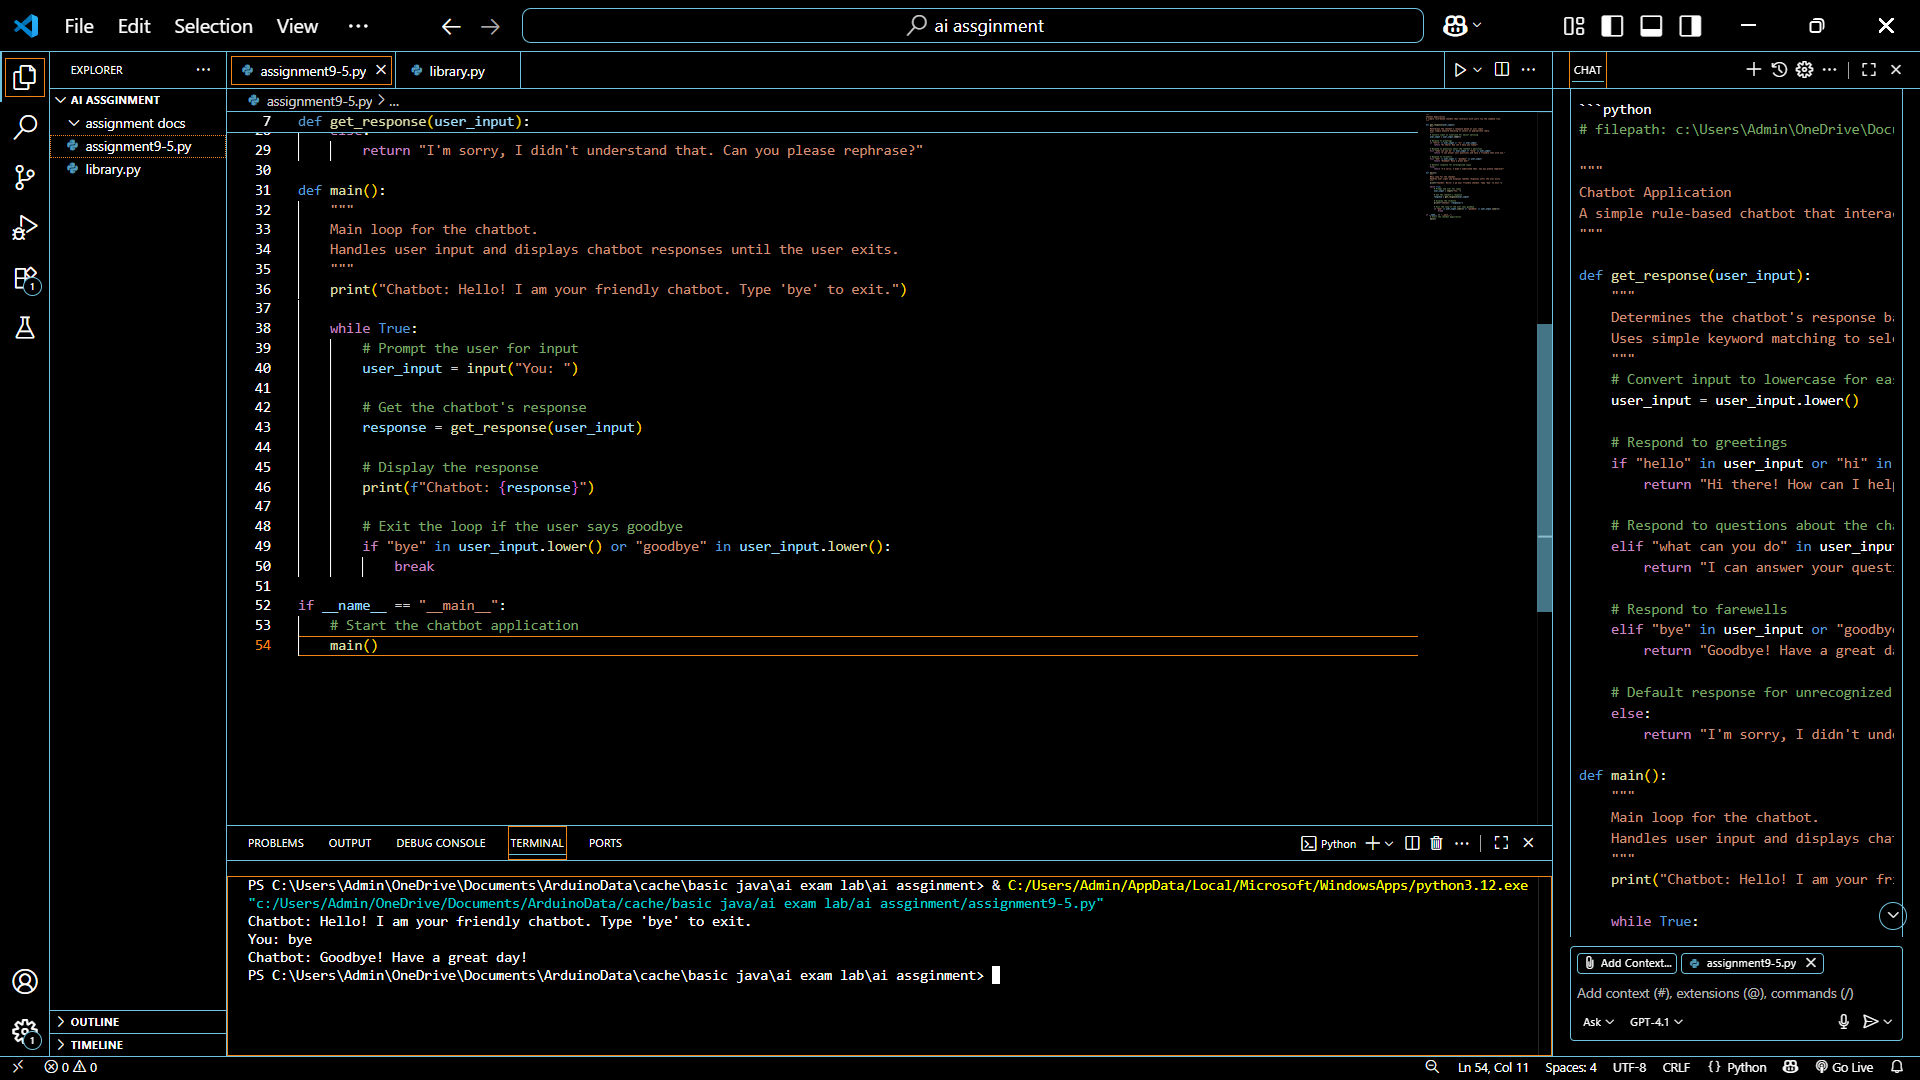 File Edit Selection View ··· ai assginment
EXPLORER ···
AI ASSGINMENT
assignment docs
assignment9-5.py
library.py
1
OUTLINE
TIMELINE
1
assignment9-5.py library.py ···
assignment9-5.py > ...
7 def get_response(user_input):
29 return "I'm sorry, I didn't understand that. Can you please rephrase?"
30
31 def main():
32 """
33 Main loop for the chatbot.
34 Handles user input and displays chatbot responses until the user exits.
35 """
36 print("Chatbot: Hello! I am your friendly chatbot. Type 'bye' to exit.")
37
38 while True:
39 # Prompt the user for input
40 user_input = input("You: ")
41
42 # Get the chatbot's response
43 response = get_response(user_input)
44
45 # Display the response
46 print(f"Chatbot: {response}")
47
48 # Exit the loop if the user says goodbye
49 if "bye" in user_input.lower() or "goodbye" in user_input.lower():
50 break
51
52 if __name__ == "__main__":
53 # Start the chatbot application
54 main()
PROBLEMS OUTPUT DEBUG CONSOLE TERMINAL PORTS Python ···
PS C:\Users\Admin\OneDrive\Documents\ArduinoData\cache\basic java\ai exam lab\ai assginment> & C:/Users/Admin/AppData/Local/Microsoft/WindowsApps/python3.12.exe
"c:/Users/Admin/OneDrive/Documents/ArduinoData/cache/basic java/ai exam lab/ai assginment/assignment9-5.py"
Chatbot: Hello! I am your friendly chatbot. Type 'bye' to exit.
You: bye
Chatbot: Goodbye! Have a great day!
PS C:\Users\Admin\OneDrive\Documents\ArduinoData\cache\basic java\ai exam lab\ai assginment>
CHAT ···
```python
# filepath: c:\Users\Admin\OneDrive\Docu
"""
Chatbot Application
A simple rule-based chatbot that intera
"""
def get_response(user_input):
"""
Determines the chatbot's response ba
Uses simple keyword matching to sele
"""
# Convert input to lowercase for eas
user_input = user_input.lower()
# Respond to greetings
if "hello" in user_input or "hi" in
return "Hi there! How can I help
# Respond to questions about the cha
elif "what can you do" in user_input
return "I can answer your questi
# Respond to farewells
elif "bye" in user_input or "goodby
return "Goodbye! Have a great da
# Default response for unrecognized
else:
return "I'm sorry, I didn't unde
def main():
"""
Main loop for the chatbot.
Handles user input and displays chat
"""
print("Chatbot: Hello! I am your fri
while True:
Add Context... assignment9-5.py
Add context (#), extensions (@), commands (/)
Ask GPT-4.1
0 0 Ln 54, Col 11 Spaces: 4 UTF-8 CRLF {} Python Go Live